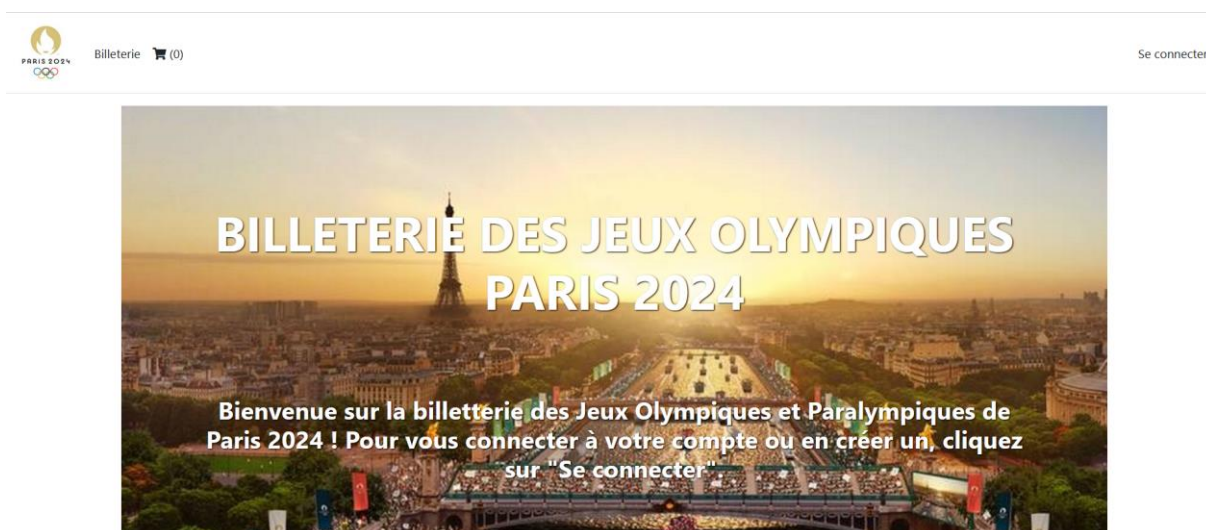 PARIS 2024
Billeterie (0)
Se connecter
BILLETERIE DES JEUX OLYMPIQUES
PARIS 2024
Bienvenue sur la billetterie des Jeux Olympiques et Paralympiques de
Paris 2024 ! Pour vous connecter à votre compte ou en créer un, cliquez
sur "Se connecter".